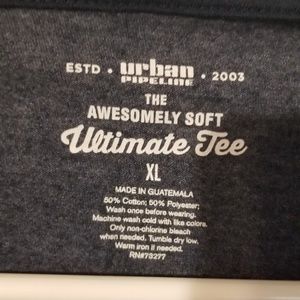 ESTD • urban • 2003
PIPELINE
THE
AWESOMELY SOFT
Ultimate Tee
XL
MADE IN GUATEMALA
50% Cotton; 50% Polyester;
Wash once before wearing.
Machine wash cold with like colors.
Only non-chlorine bleach
when needed. Tumble dry low.
Warm iron if needed.
RN#73277